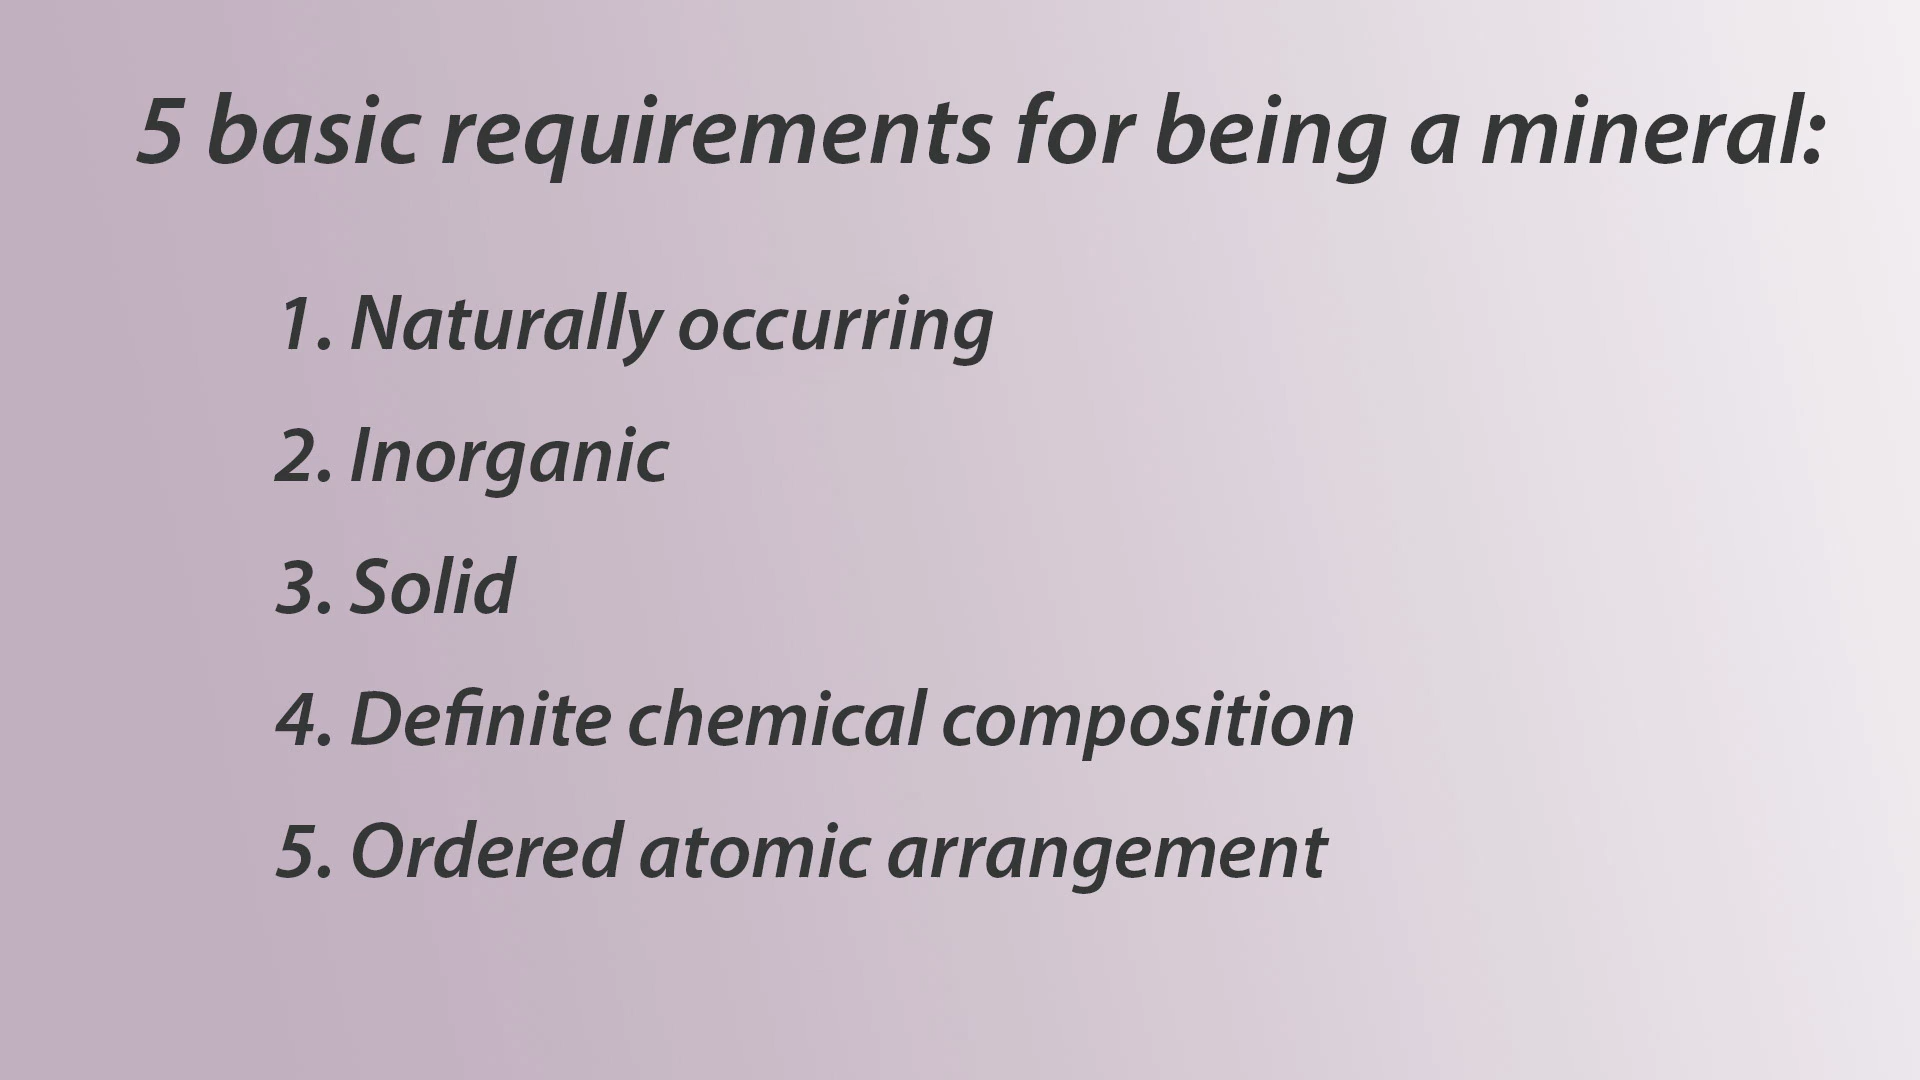 5 basic requirements for being a mineral:
1. Naturally occurring
2. Inorganic
3. Solid
4. Definite chemical composition
5. Ordered atomic arrangement